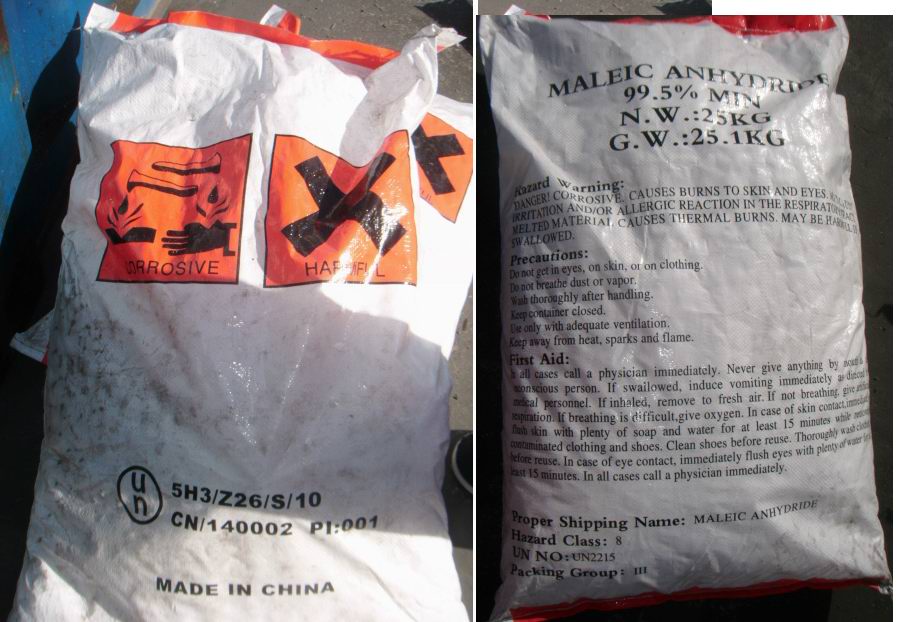 CORROSIVE
HARMFUL
un
5H3/Z26/S/10
CN/140002 PI:001
MADE IN CHINA
MALEIC ANHYDRIDE
99.5% MIN
N.W.:25KG
G.W.:25.1KG
Hazard Warning:
DANGER! CORROSIVE. CAUSES BURNS TO SKIN AND EYES.
IRRITATION AND/OR ALLERGIC REACTION IN THE RESPIRATORY
MELTED MATERIAL CAUSES THERMAL BURNS. MAY BE HARMFUL IF
SWALLOWED.
Precautions:
Do not get in eyes, on skin, or on clothing.
Do not breathe dust or vapor.
Wash thoroughly after handling.
Keep container closed.
Use only with adequate ventilation.
Keep away from heat, sparks and flame.
First Aid:
In all cases call a physician immediately. Never give anything by mouth
unconscious person. If swallowed, induce vomiting immediately as directed
medical personnel. If inhaled, remove to fresh air. If not breathing, give
respiration. If breathing is difficult,give oxygen. In case of skin contact,
flush skin with plenty of soap and water for at least 15 minutes while
contaminated clothing and shoes. Clean shoes before reuse. Thoroughly wash
before reuse. In case of eye contact, immediately flush eyes with plenty of water
least 15 minutes. In all cases call a physician immediately.
Proper Shipping Name: MALEIC ANHYDRIDE
Hazard Class: 8
UN NO: UN2215
Packing Group: III